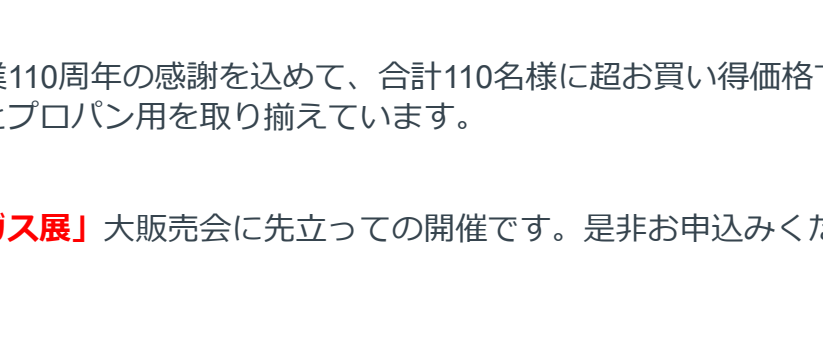 業110周年の感謝を込めて、合計110名様に超お買い得価格で
とプロパン用を取り揃えています。
ガス展」大販売会に先立っての開催です。是非お申込みくだ